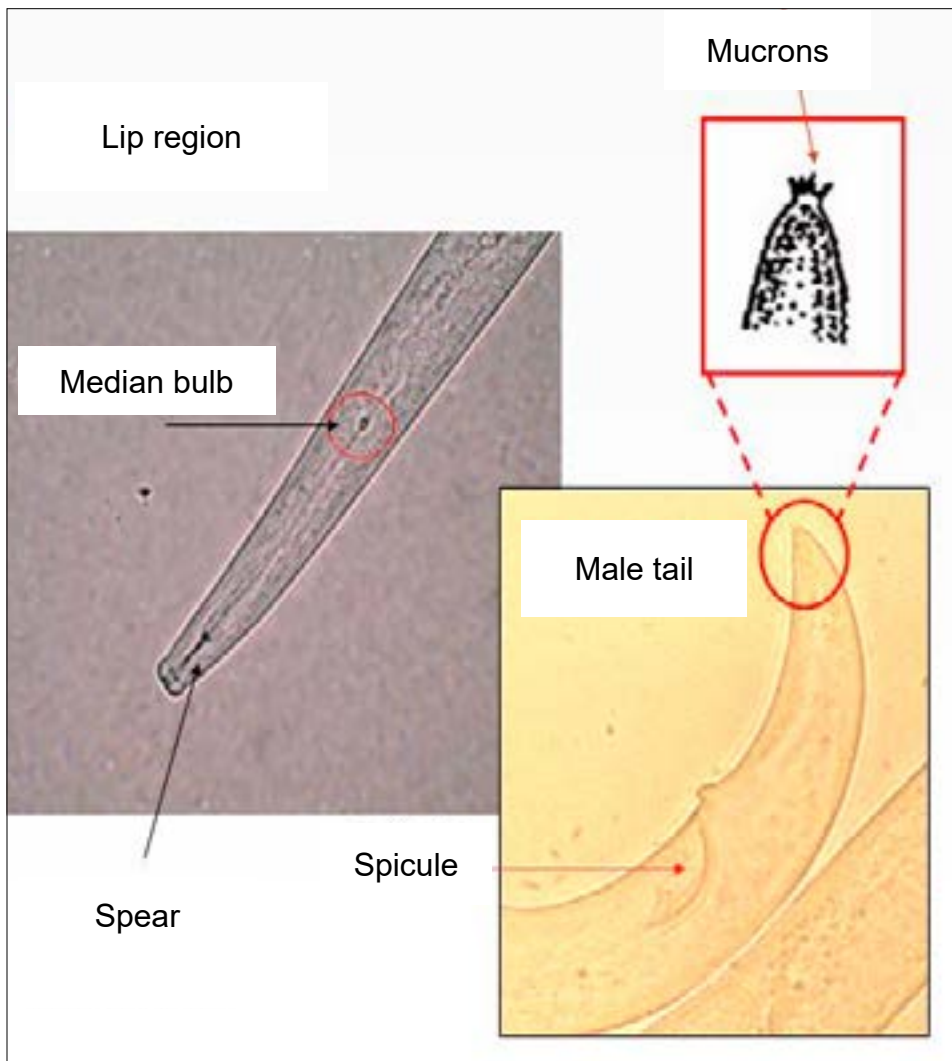 Mucrons
Lip region
Median bulb
Male tail
Spicule
Spear